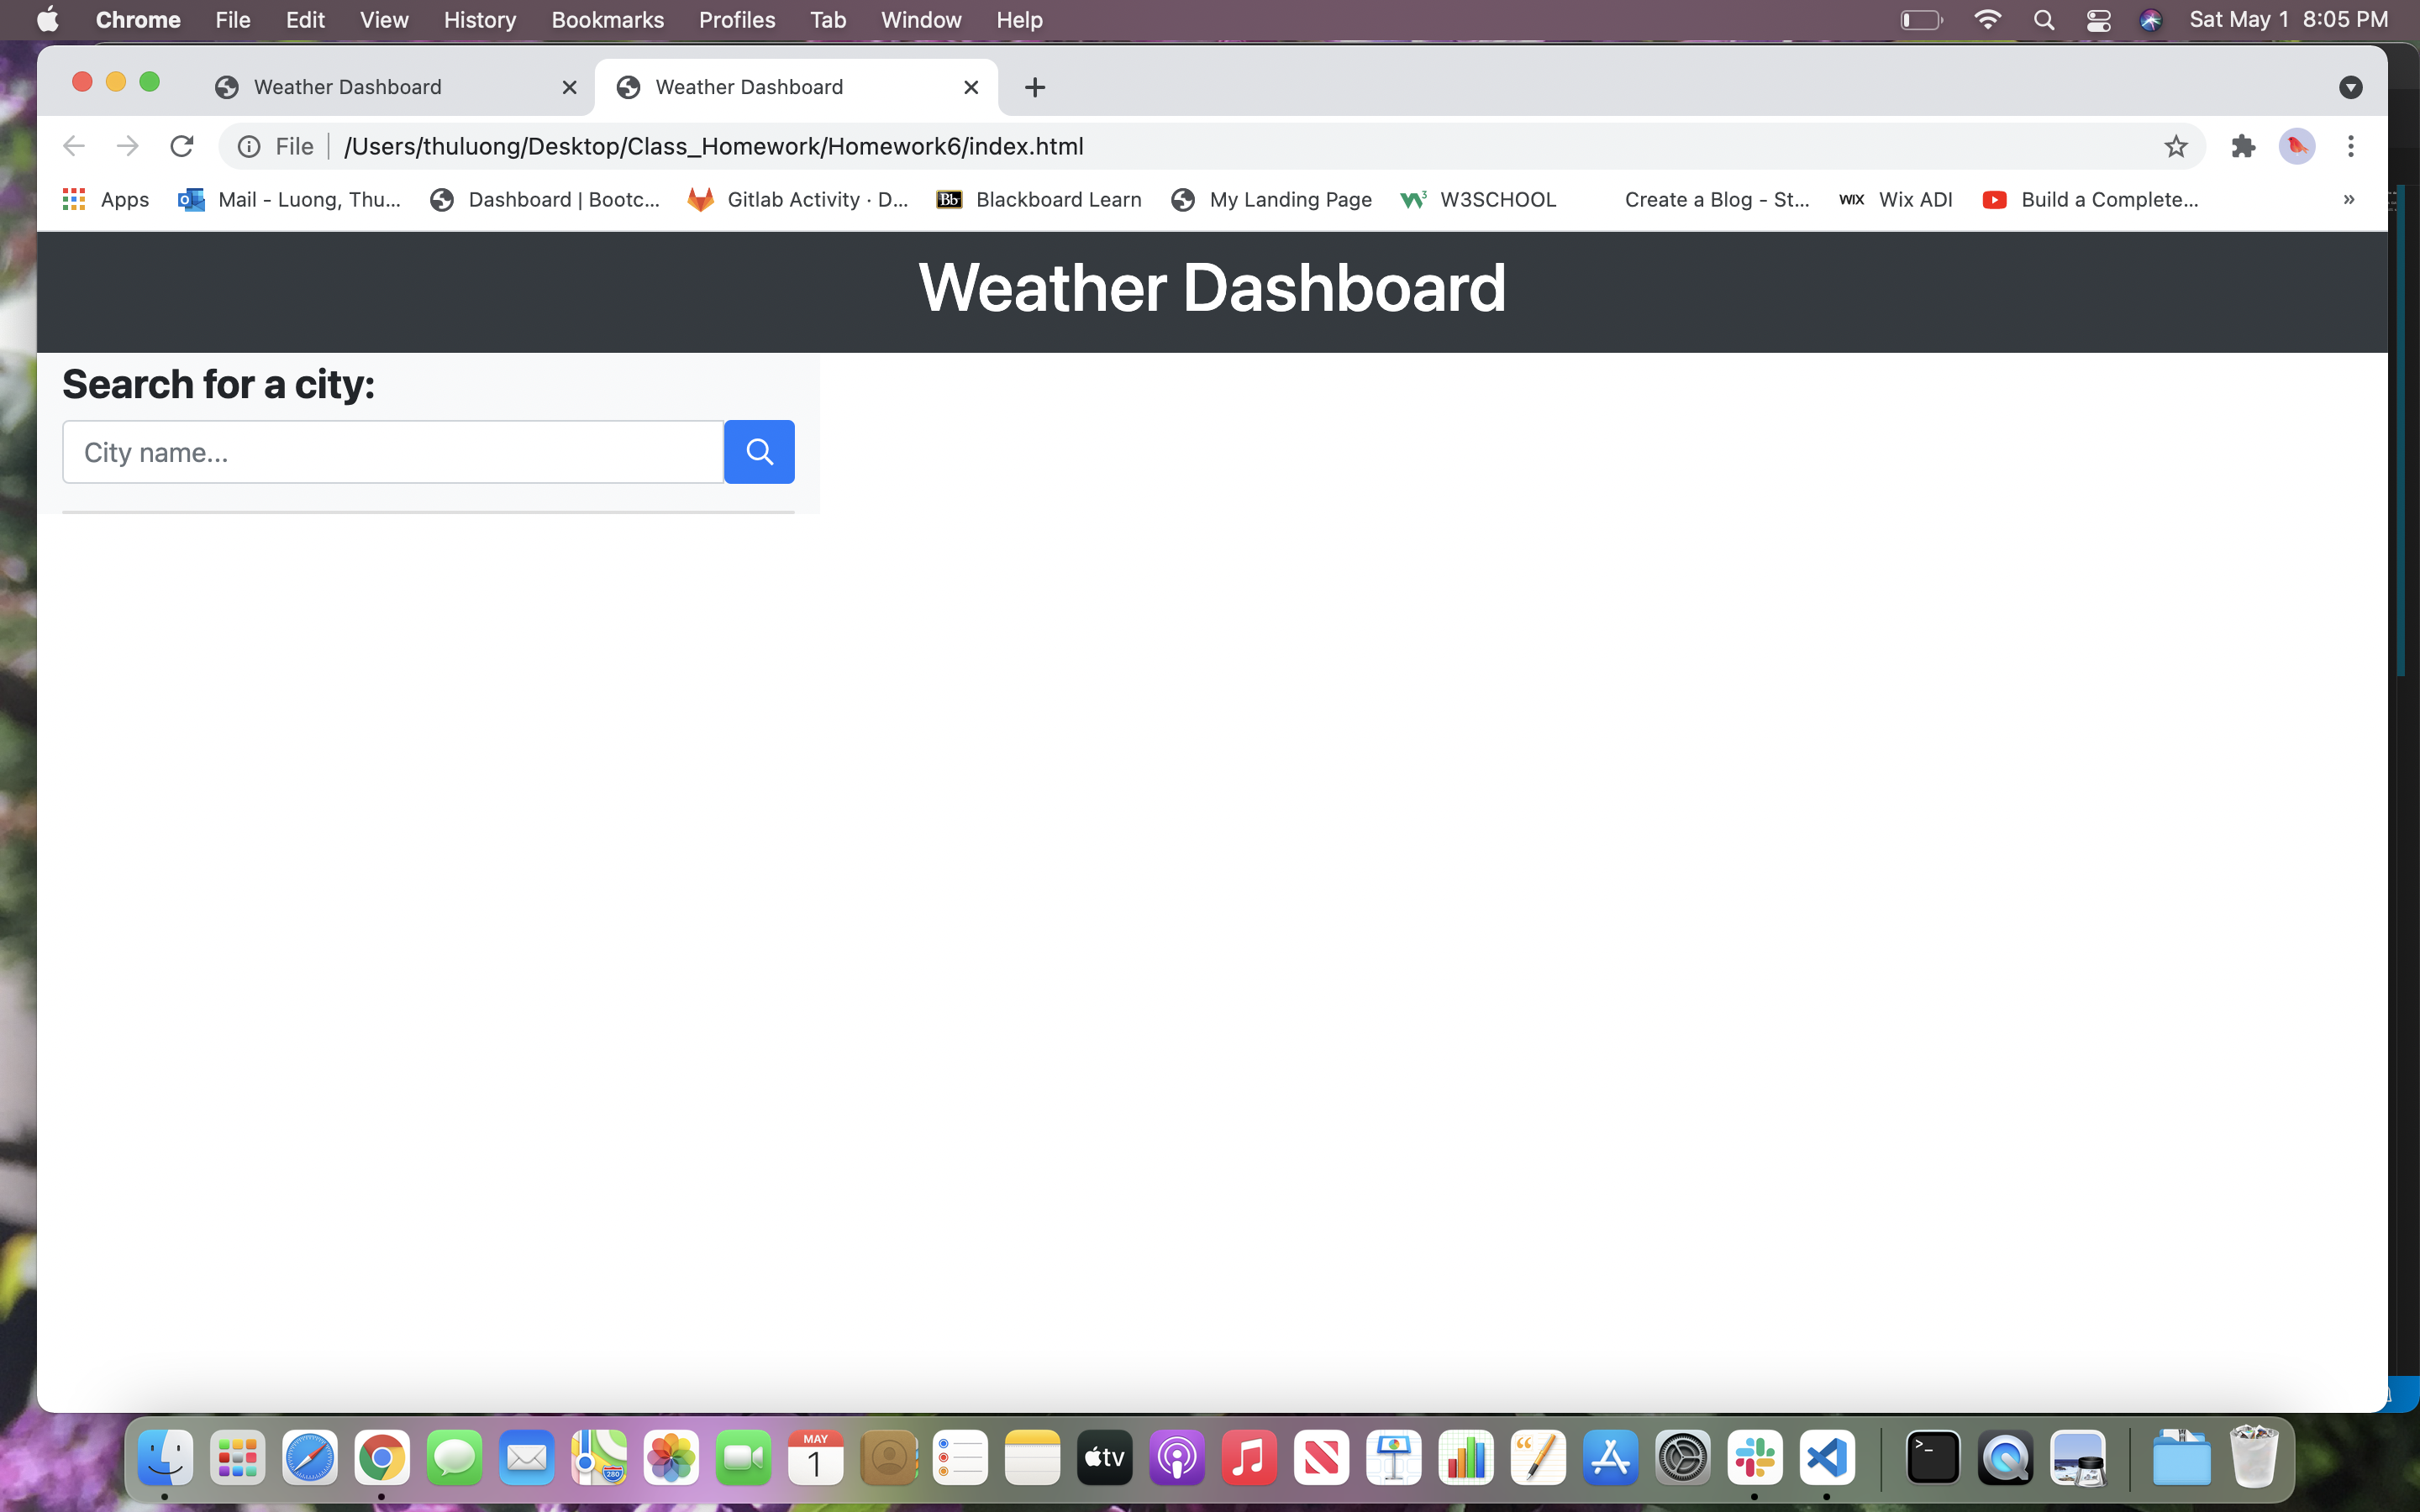 Chrome File Edit View History Bookmarks Profiles Tab Window Help Sat May 1 8:05 PM
Weather Dashboard Weather Dashboard
File /Users/thuluong/Desktop/Class_Homework/Homework6/index.html
Apps Mail - Luong, Thu... Dashboard | Bootc... Gitlab Activity · D... Bb Blackboard Learn My Landing Page W3SCHOOL Create a Blog - St... WIX Wix ADI Build a Complete... »
Weather Dashboard
Search for a city:
City name...
MAY
1
280
tv
>_